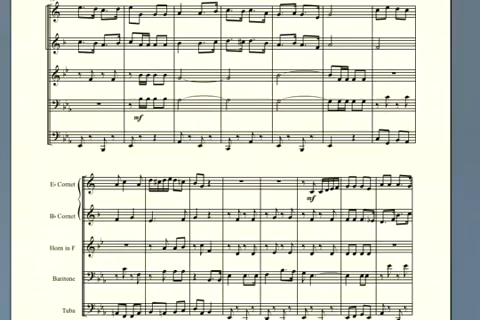 mf
E♭ Cornet
mf
B♭ Cornet
Horn in F
Baritone
Tuba